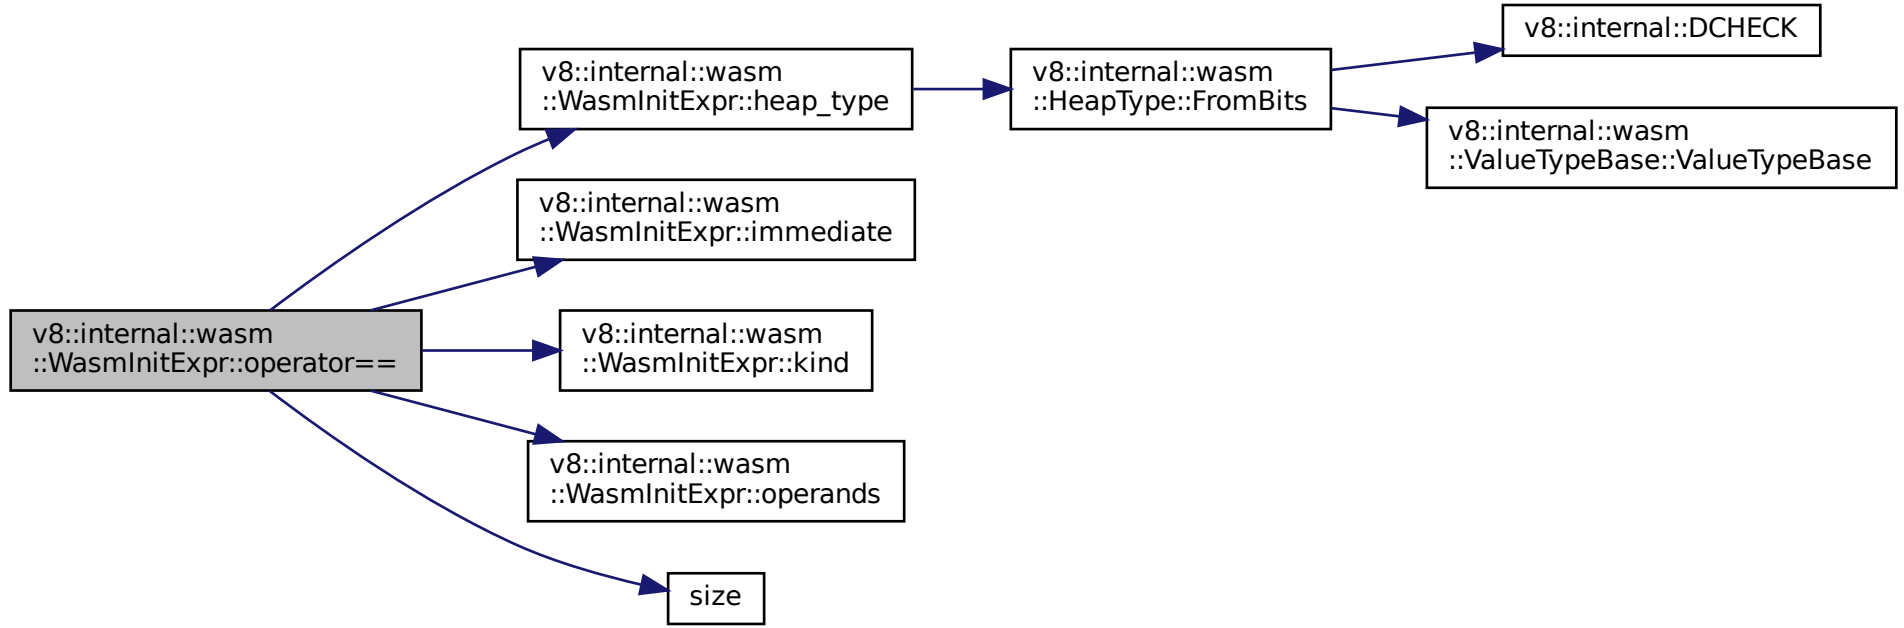 v8::internal::DCHECK
v8::internal::wasm
::WasmInitExpr::heap_type
v8::internal::wasm
::HeapType::FromBits
v8::internal::wasm
::ValueTypeBase::ValueTypeBase
v8::internal::wasm
::WasmInitExpr::immediate
v8::internal::wasm
::WasmInitExpr::operator==
v8::internal::wasm
::WasmInitExpr::kind
v8::internal::wasm
::WasmInitExpr::operands
size